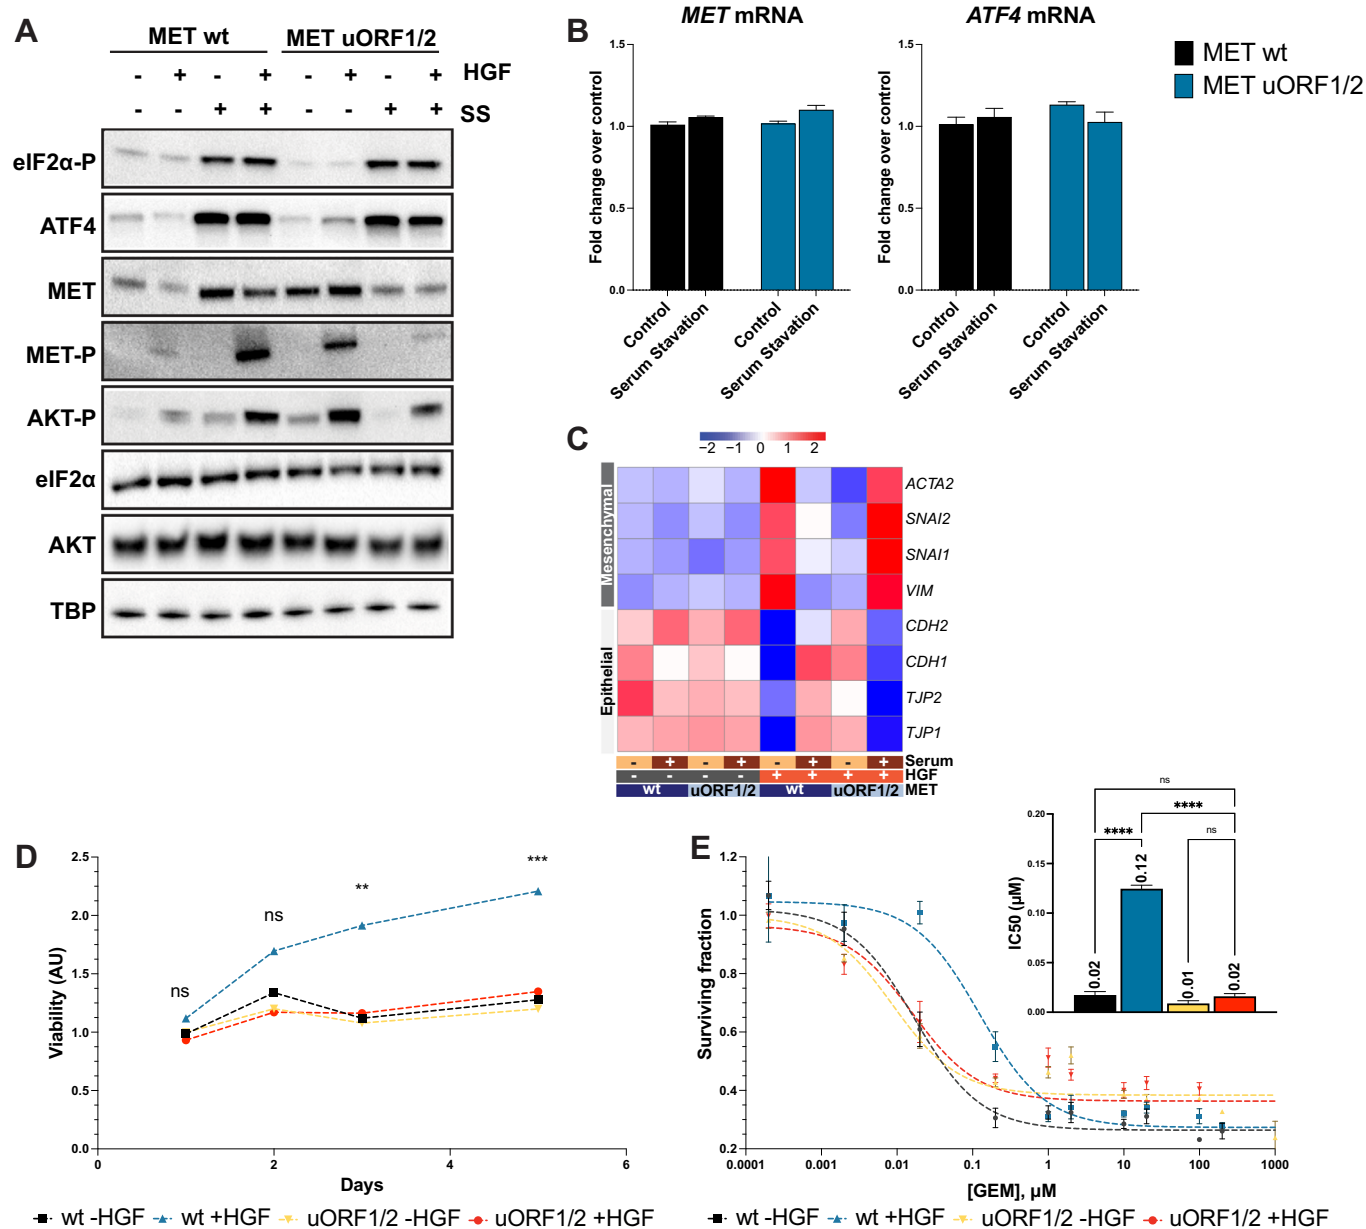 A
MET wt MET uORF1/2
- + - + - + - + HGF
- - + + - - + + SS
eIF2α-P
ATF4
MET
MET-P
AKT-P
eIF2α
AKT
TBP
B
MET mRNA
Fold change over control
1.5
1.0
0.5
0.0
Control
Serum Stavation
Control
Serum Stavation
ATF4 mRNA
Fold change over control
1.5
1.0
0.5
0.0
Control
Serum Stavation
Control
Serum Stavation
MET wt
MET uORF1/2
C
−2 −1 0 1 2
Mesenchymal
Epithelial
ACTA2
SNAI2
SNAI1
VIM
CDH2
CDH1
TJP2
TJP1
- + - + - + - + Serum
- - - - + + + + HGF
wt uORF1/2 wt uORF1/2 MET
D
Viability (AU)
2.5
2.0
1.5
1.0
0.5
0.0
ns
ns
**
***
0 2 4 6
Days
wt -HGF wt +HGF uORF1/2 -HGF uORF1/2 +HGF
E
Surviving fraction
1.2
1.0
0.8
0.6
0.4
0.2
0.0001 0.001 0.01 0.1 1 10 100 1000
[GEM], µM
IC50 (µM)
0.20
0.15
0.10
0.05
0.00
ns
****
****
ns
0.02
0.12
0.01
0.02
wt -HGF wt +HGF uORF1/2 -HGF uORF1/2 +HGF